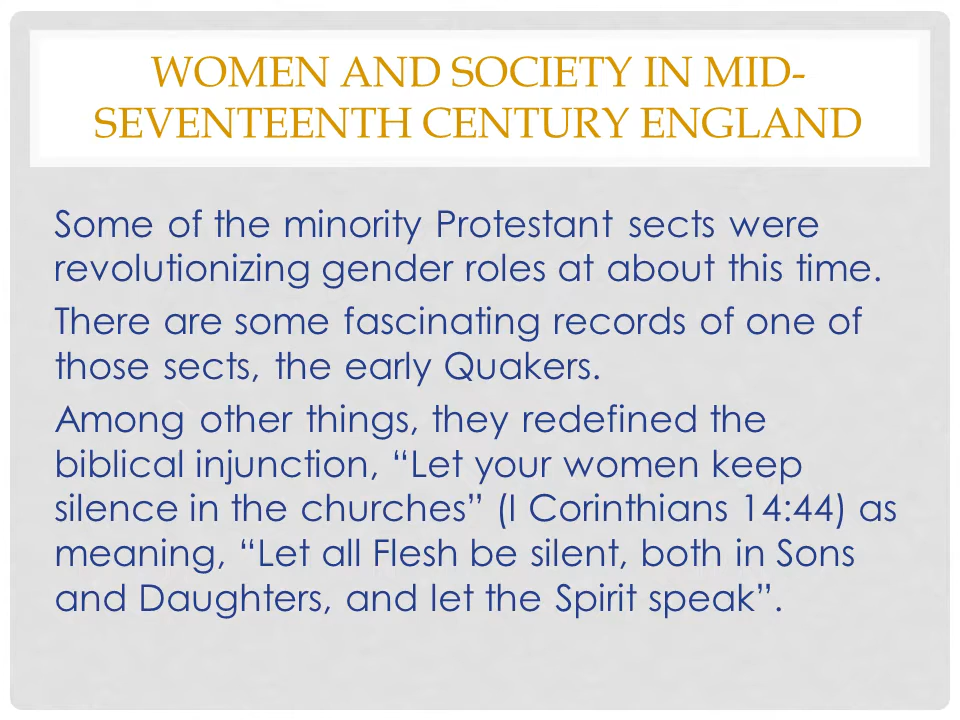 WOMEN AND SOCIETY IN MID-
SEVENTEENTH CENTURY ENGLAND
Some of the minority Protestant sects were
revolutionizing gender roles at about this time.
There are some fascinating records of one of
those sects, the early Quakers.
Among other things, they redefined the
biblical injunction, “Let your women keep
silence in the churches” (I Corinthians 14:44) as
meaning, “Let all Flesh be silent, both in Sons
and Daughters, and let the Spirit speak”.